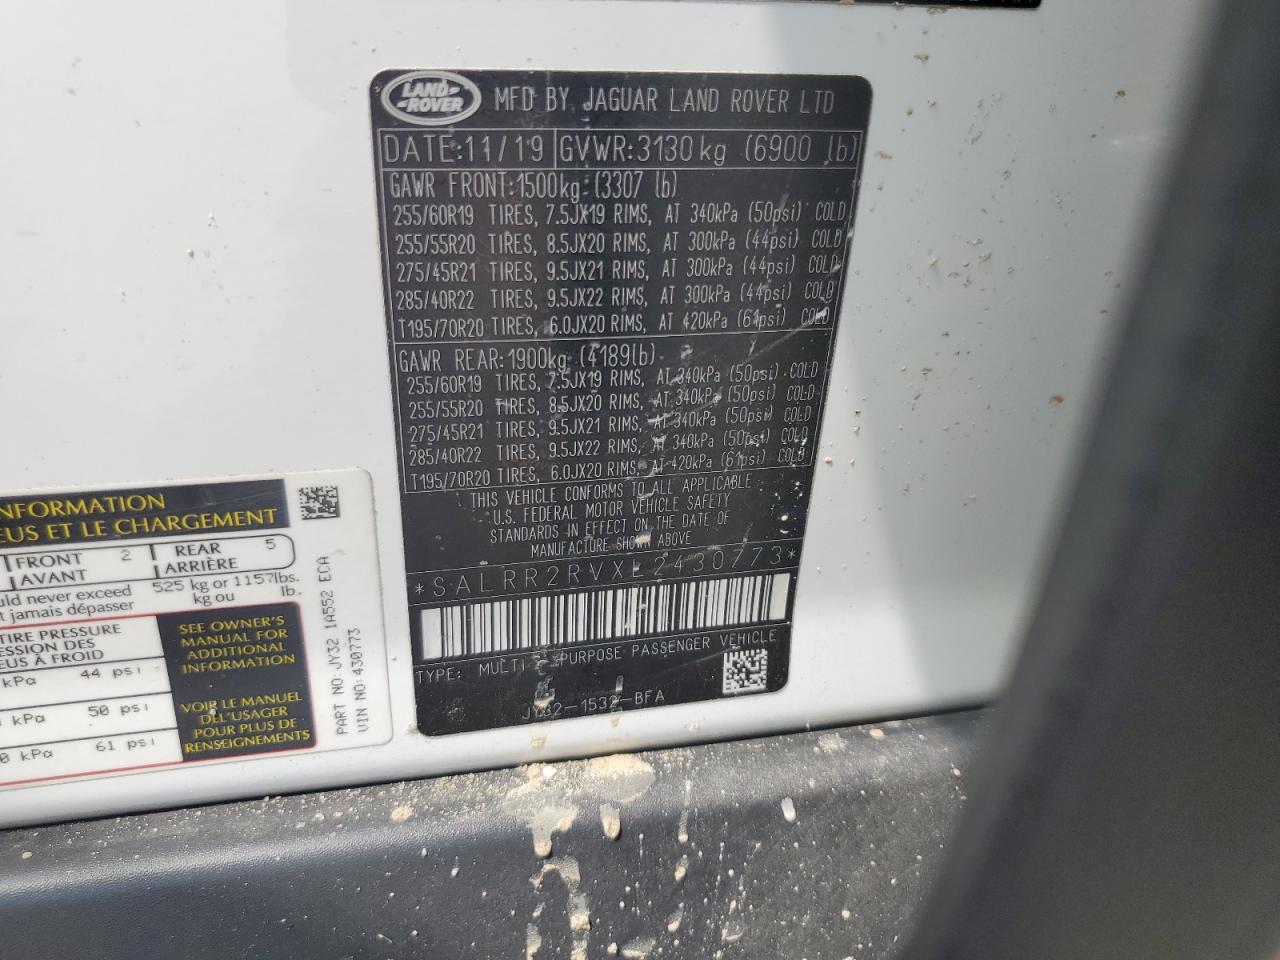 LAND-
-ROVER
MFD BY JAGUAR LAND ROVER LTD
DATE:11/19 GVWR:3130kg (6900 lb)
GAWR FRONT:1500kg (3307 lb)
255/60R19 TIRES, 7.5JX19 RIMS, AT 340kPa (50psi) COLD
255/55R20 TIRES, 8.5JX20 RIMS, AT 300kPa (44psi) COLD
275/45R21 TIRES, 9.5JX21 RIMS, AT 300kPa (44psi) COLD
285/40R22 TIRES, 9.5JX22 RIMS, AT 300kPa (44psi) COLD
T195/70R20 TIRES, 6.0JX20 RIMS, AT 420kPa (61psi) COLD
GAWR REAR:1900kg (4189lb)
255/60R19 TIRES, 7.5JX19 RIMS, AT 340kPa (50psi) COLD
255/55R20 TIRES, 8.5JX20 RIMS, AT 340kPa (50psi) COLD
275/45R21 TIRES, 9.5JX21 RIMS, AT 340kPa (50psi) COLD
285/40R22 TIRES, 9.5JX22 RIMS, AT 340kPa (50psi) COLD
T195/70R20 TIRES, 6.0JX20 RIMS, AT 420kPa (61psi) COLD
THIS VEHICLE CONFORMS TO ALL APPLICABLE
U.S. FEDERAL MOTOR VEHICLE SAFETY
STANDARDS IN EFFECT ON THE DATE OF
MANUFACTURE SHOWN ABOVE
*SALRR2RVXL2430773*
TYPE: MULTI PURPOSE PASSENGER VEHICLE
JY32-1532-BFA
NFORMATION
EUS ET LE CHARGEMENT
FRONT 2 REAR 5
AVANT ARRIÈRE
uld never exceed 525 kg or 1157lbs.
t jamais dépasser kg ou lb.
TIRE PRESSURE
ESSION DES
EUS À FROID
kPa 44 psi
kPa 50 psi
0 kPa 61 psi
SEE OWNER'S
MANUAL FOR
ADDITIONAL
INFORMATION
VOIR LE MANUEL
DEL'USAGER
POUR PLUS DE
RENSEIGNEMENTS
PART NO:JY32 1A552 ECA
VIN NO:430773